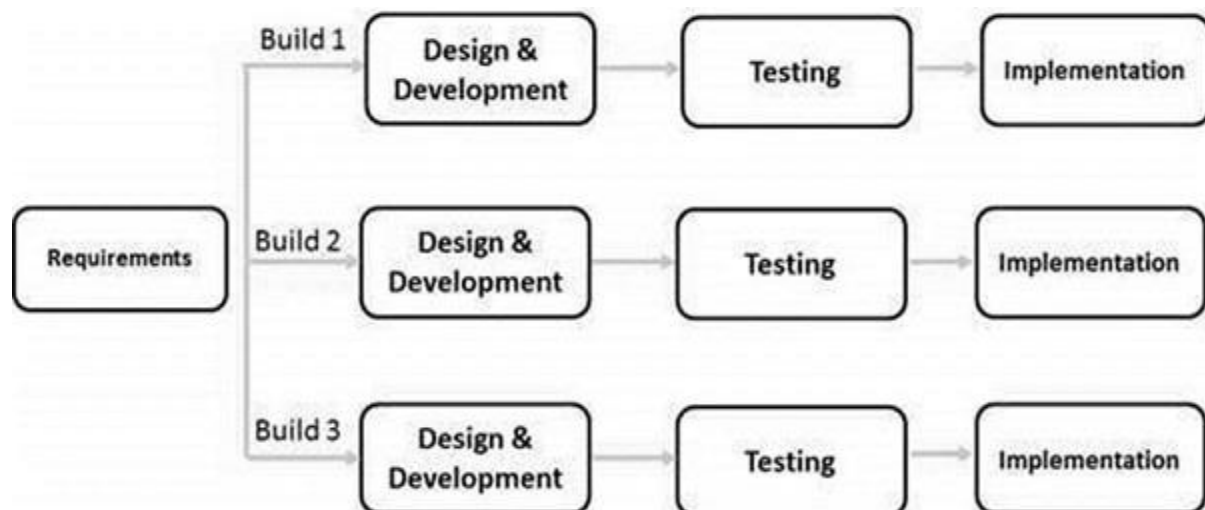 Build 1
Design &
Development
Testing
Implementation
Requirements
Build 2
Design &
Development
Testing
Implementation
Build 3
Design &
Development
Testing
Implementation